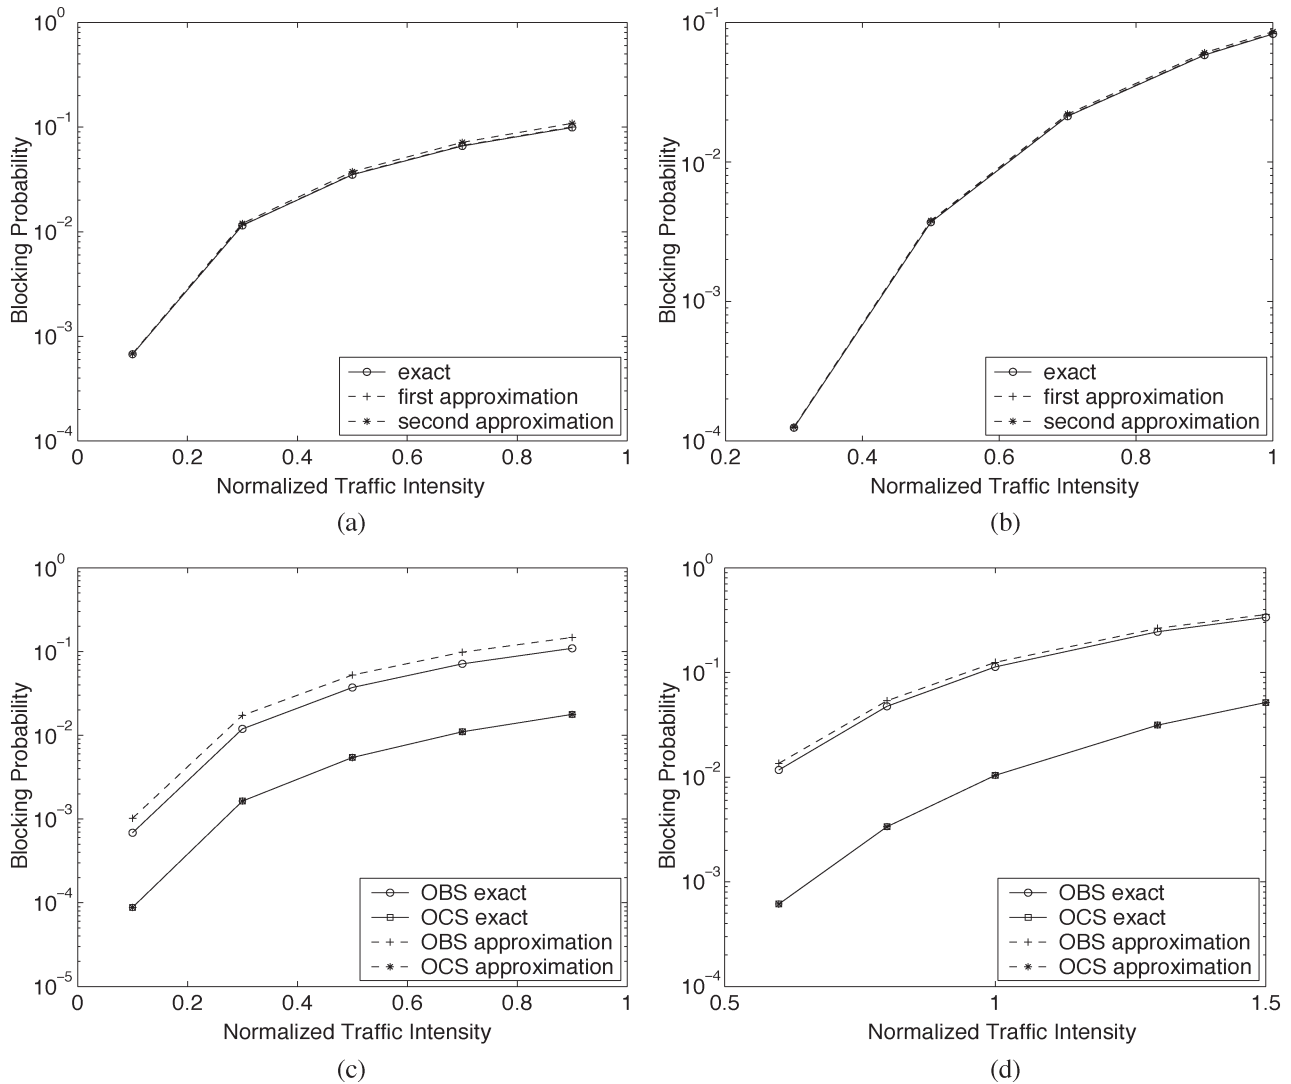 10^0
10^-1
10^-2
10^-3
10^-4
Blocking Probability
exact
first approximation
second approximation
0 0.2 0.4 0.6 0.8 1
Normalized Traffic Intensity
(a)
10^-1
10^-2
10^-3
10^-4
Blocking Probability
exact
first approximation
second approximation
0.2 0.4 0.6 0.8 1
Normalized Traffic Intensity
(b)
10^0
10^-1
10^-2
10^-3
10^-4
10^-5
Blocking Probability
OBS exact
OCS exact
OBS approximation
OCS approximation
0 0.2 0.4 0.6 0.8 1
Normalized Traffic Intensity
(c)
10^0
10^-1
10^-2
10^-3
10^-4
Blocking Probability
OBS exact
OCS exact
OBS approximation
OCS approximation
0.5 1 1.5
Normalized Traffic Intensity
(d)